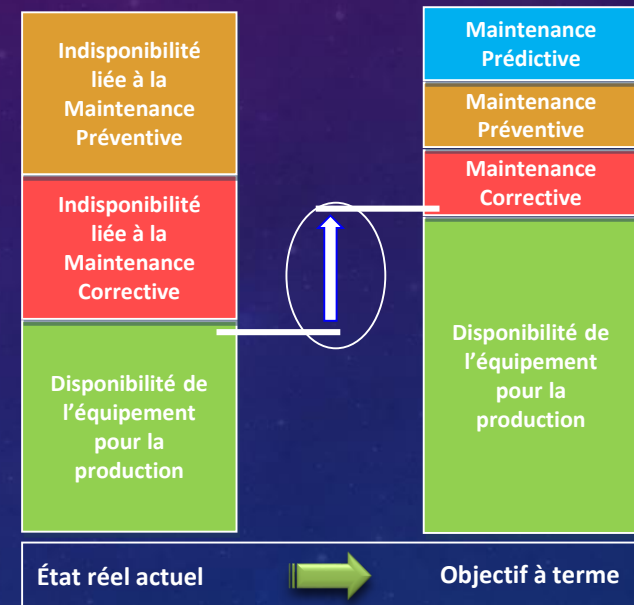 Indisponibilité
liée à la
Maintenance
Préventive
Indisponibilité
liée à la
Maintenance
Corrective
Disponibilité de
l’équipement
pour la
production
Maintenance
Prédictive
Maintenance
Préventive
Maintenance
Corrective
Disponibilité de
l’équipement
pour la
production
État réel actuel
Objectif à terme